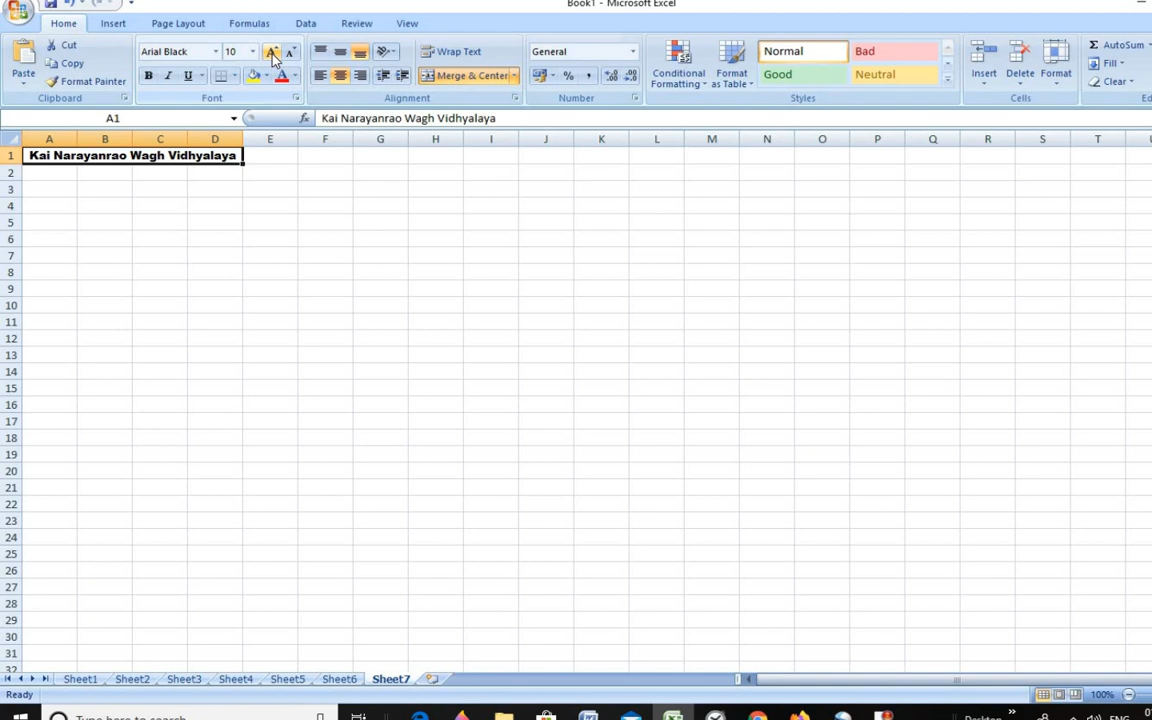 Book1 - Microsoft Excel
Home Insert Page Layout Formulas Data Review View
Cut Arial Black 10 A A Wrap Text General Normal Bad Σ AutoSum
Copy Fill
Paste Format Painter B I U A Merge & Center % , Conditional Formatting Format as Table Good Neutral Insert Delete Format Clear
Clipboard Font Alignment Number Styles Cells
A1 fx Kai Narayanrao Wagh Vidhyalaya
A B C D E F G H I J K L M N O P Q R S T
1 Kai Narayanrao Wagh Vidhyalaya
2
3
4
5
6
7
8
9
10
11
12
13
14
15
16
17
18
19
20
21
22
23
24
25
26
27
28
29
30
31
32
Sheet1 Sheet2 Sheet3 Sheet4 Sheet5 Sheet6 Sheet7
Ready 100%
Type here to search Desktop » ENG